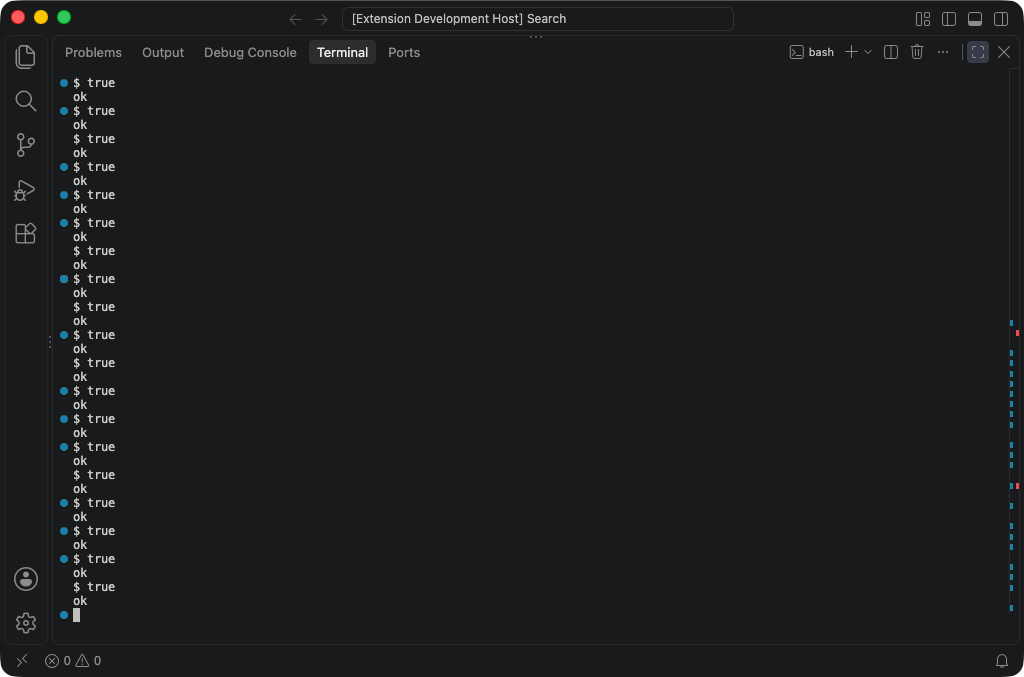 [Extension Development Host] Search
Problems Output Debug Console Terminal Ports bash
$ true
ok
$ true
ok
$ true
ok
$ true
ok
$ true
ok
$ true
ok
$ true
ok
$ true
ok
$ true
ok
$ true
ok
$ true
ok
$ true
ok
$ true
ok
$ true
ok
$ true
ok
$ true
ok
$ true
ok
$ true
ok
$ true
ok
0 0